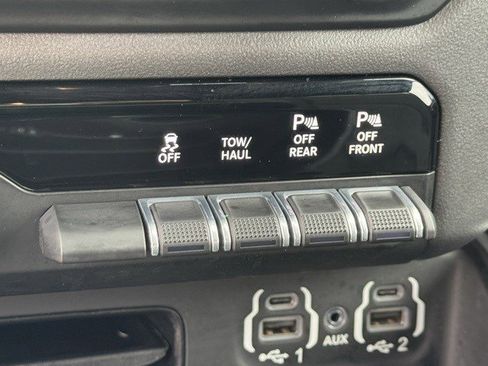 OFF
TOW/
HAUL
P
OFF
REAR
P
OFF
FRONT
1
AUX
2